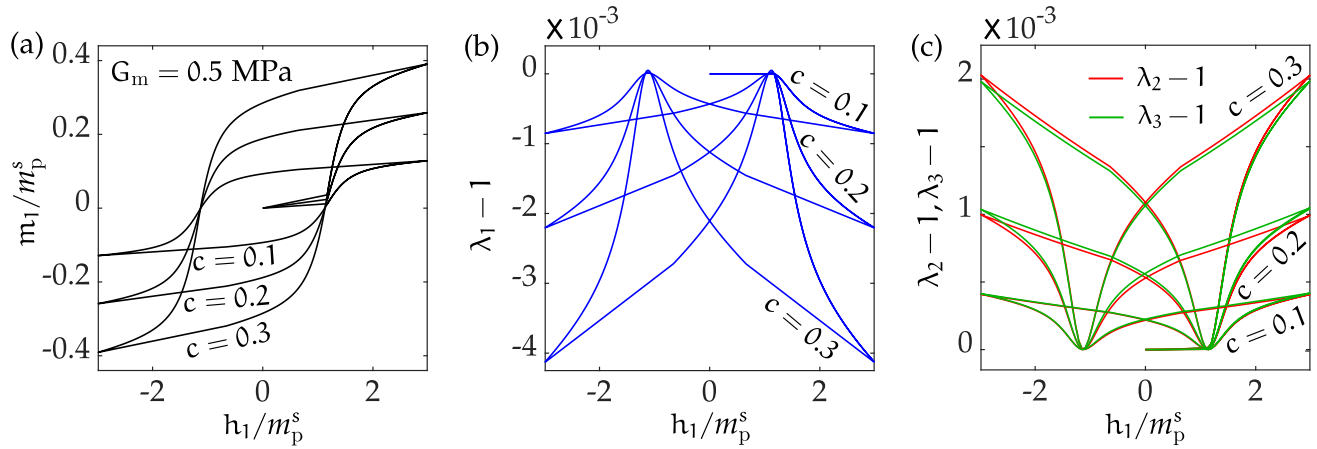 (a)
G_m = 0.5 MPa
c = 0.1
c = 0.2
c = 0.3
0.4
0.2
0
-0.2
-0.4
-2
0
2
m_1/m_p^s
h_1/m_p^s
(b)
×10^-3
c = 0.1
c = 0.2
c = 0.3
0
-1
-2
-3
-4
-2
0
2
λ_1 − 1
h_1/m_p^s
(c)
×10^-3
λ_2 − 1
λ_3 − 1
c = 0.3
c = 0.2
c = 0.1
2
1
0
-2
0
2
λ_2 − 1, λ_3 − 1
h_1/m_p^s